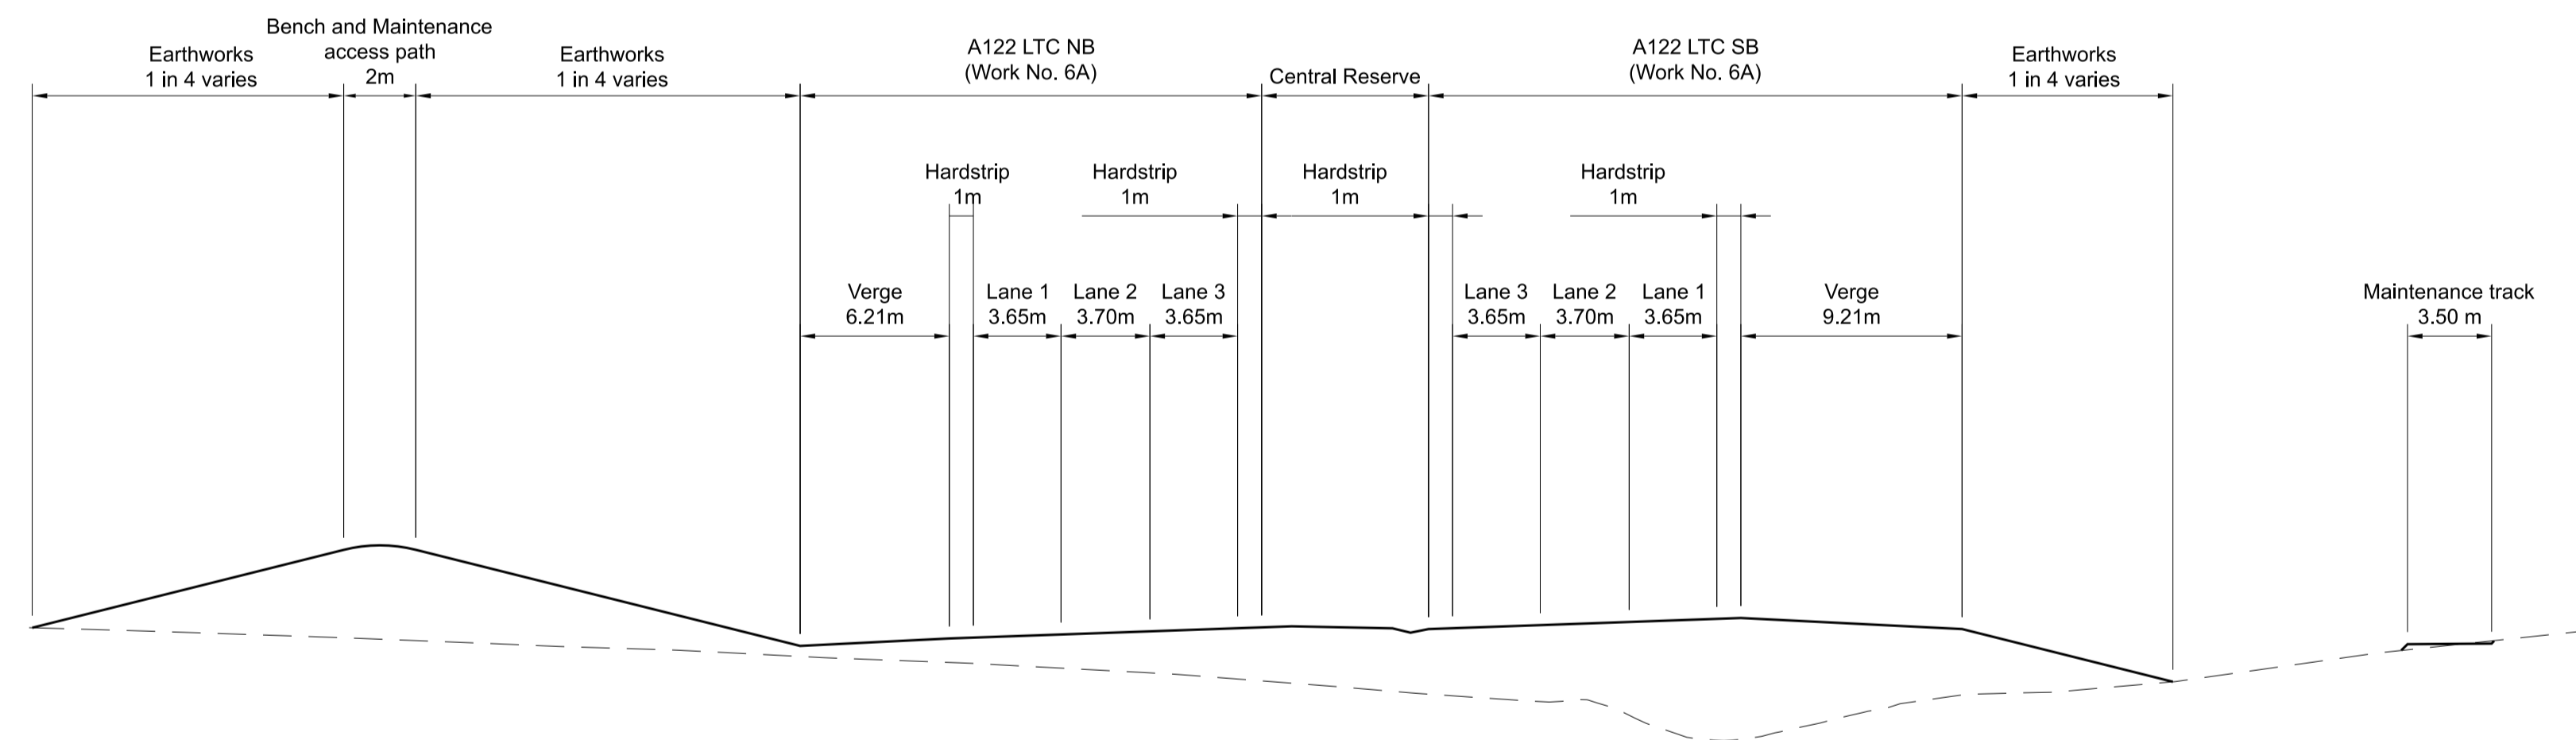 Earthworks
1 in 4 varies
Bench and Maintenance
access path
2m
Earthworks
1 in 4 varies
A122 LTC NB
(Work No. 6A)
Central Reserve
A122 LTC SB
(Work No. 6A)
Earthworks
1 in 4 varies
Hardstrip
1m
Hardstrip
1m
Hardstrip
1m
Hardstrip
1m
Verge
6.21m
Lane 1
3.65m
Lane 2
3.70m
Lane 3
3.65m
Lane 3
3.65m
Lane 2
3.70m
Lane 1
3.65m
Verge
9.21m
Maintenance track
3.50 m